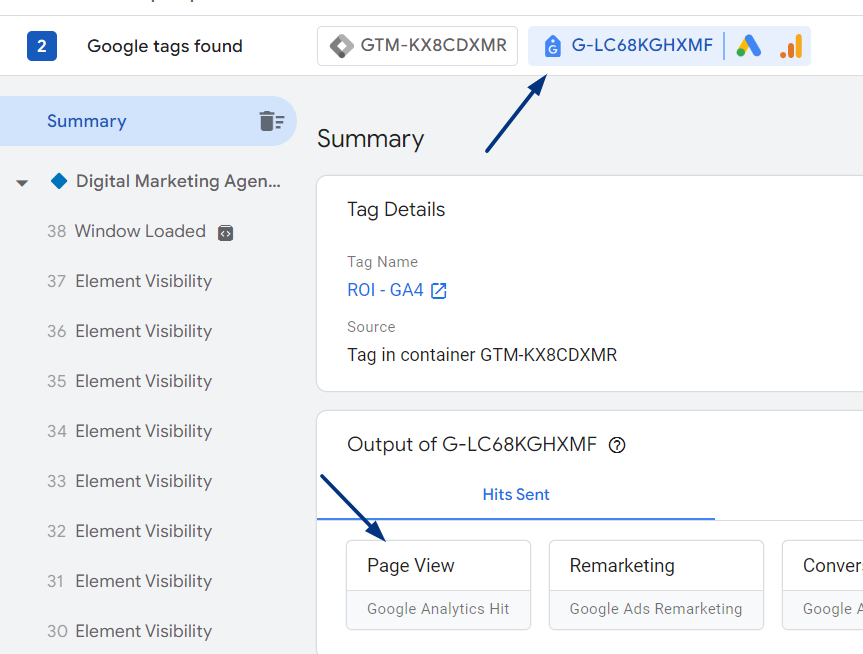 2 Google tags found GTM-KX8CDXMR G-LC68KGHXMF
Summary
Digital Marketing Agen...
38 Window Loaded
37 Element Visibility
36 Element Visibility
35 Element Visibility
34 Element Visibility
33 Element Visibility
32 Element Visibility
31 Element Visibility
30 Element Visibility
Summary
Tag Details
Tag Name
ROI - GA4
Source
Tag in container GTM-KX8CDXMR
Output of G-LC68KGHXMF
Hits Sent
Page View
Google Analytics Hit
Remarketing
Google Ads Remarketing
Conver
Google A